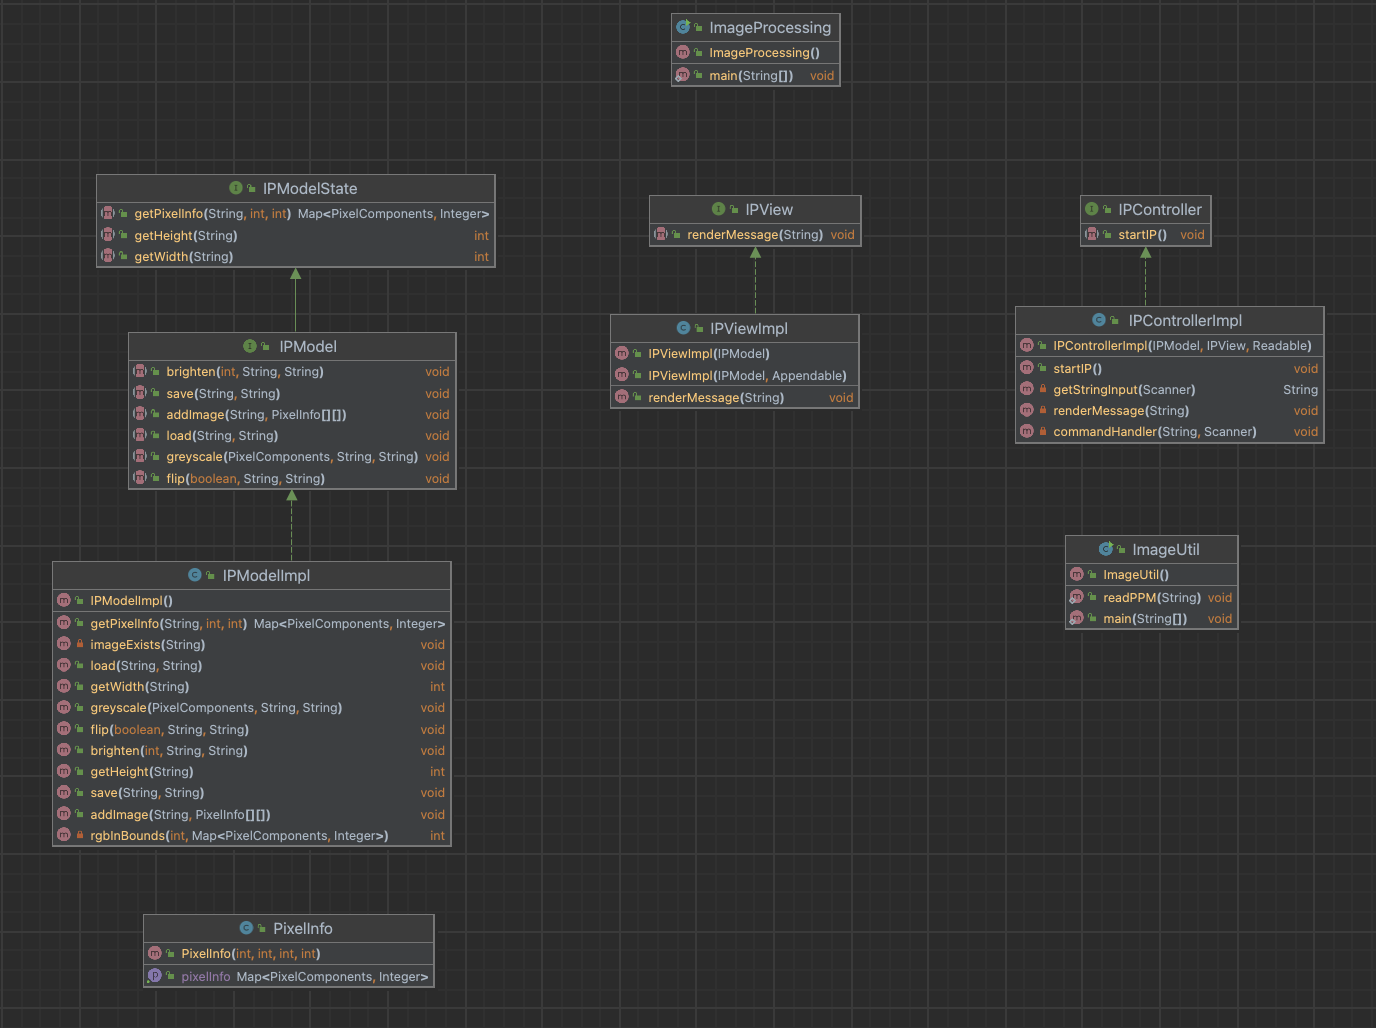 ImageProcessing
ImageProcessing()
main(String[]) void
IPModelState
getPixelInfo(String, int, int) Map<PixelComponents, Integer>
getHeight(String) int
getWidth(String) int
IPModel
brighten(int, String, String) void
save(String, String) void
addImage(String, PixelInfo[][]) void
load(String, String) void
greyscale(PixelComponents, String, String) void
flip(boolean, String, String) void
IPModelImpl
IPModelImpl()
getPixelInfo(String, int, int) Map<PixelComponents, Integer>
imageExists(String) void
load(String, String) void
getWidth(String) int
greyscale(PixelComponents, String, String) void
flip(boolean, String, String) void
brighten(int, String, String) void
getHeight(String) int
save(String, String) void
addImage(String, PixelInfo[][]) void
rgbInBounds(int, Map<PixelComponents, Integer>) int
PixelInfo
PixelInfo(int, int, int, int)
pixelInfo Map<PixelComponents, Integer>
IPView
renderMessage(String) void
IPViewImpl
IPViewImpl(IPModel)
IPViewImpl(IPModel, Appendable)
renderMessage(String) void
IPController
startIP() void
IPControllerImpl
IPControllerImpl(IPModel, IPView, Readable)
startIP() void
getStringInput(Scanner) String
renderMessage(String) void
commandHandler(String, Scanner) void
ImageUtil
ImageUtil()
readPPM(String) void
main(String[]) void